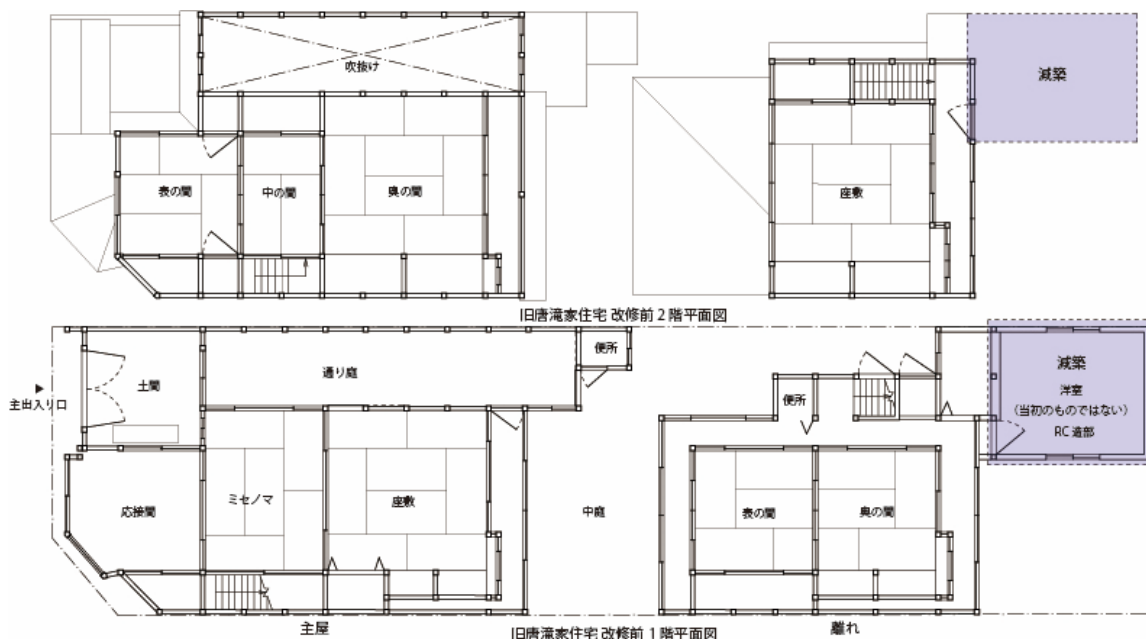 吹抜け
減築
表の間
中の間
奥の間
座敷
旧唐滝家住宅 改修前 2 階平面図
主出入り口
土間
通り庭
便所
便所
減築
洋室
(当初のものではない)
RC 造部
応接間
ミセノマ
座敷
中庭
表の間
奥の間
主屋
旧唐滝家住宅 改修前 1 階平面図
離れ